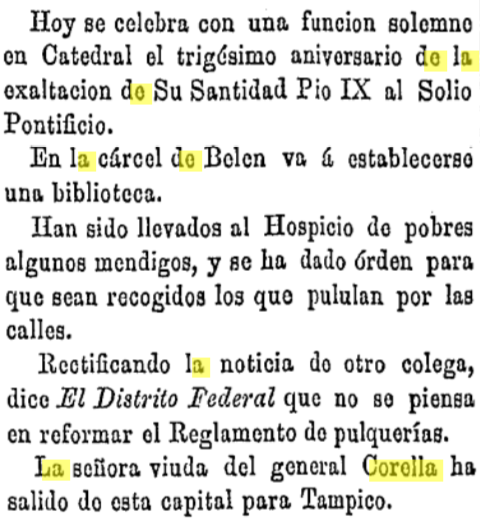 Hoy se celebra con una funcion solemne
en Catedral el trigésimo aniversario de la
exaltacion de Su Santidad Pio IX al Solio
Pontificio.
En la cárcel de Belen va á establecerse
una biblioteca.
Han sido llevados al Hospicio de pobres
algunos mendigos, y se ha dado órden para
que sean recogidos los que pululan por las
calles.
Rectificando la noticia de otro colega,
dice El Distrito Federal que no se piensa
en reformar el Reglamento de pulquerías.
La señora viuda del general Corella ha
salido de esta capital para Tampico.